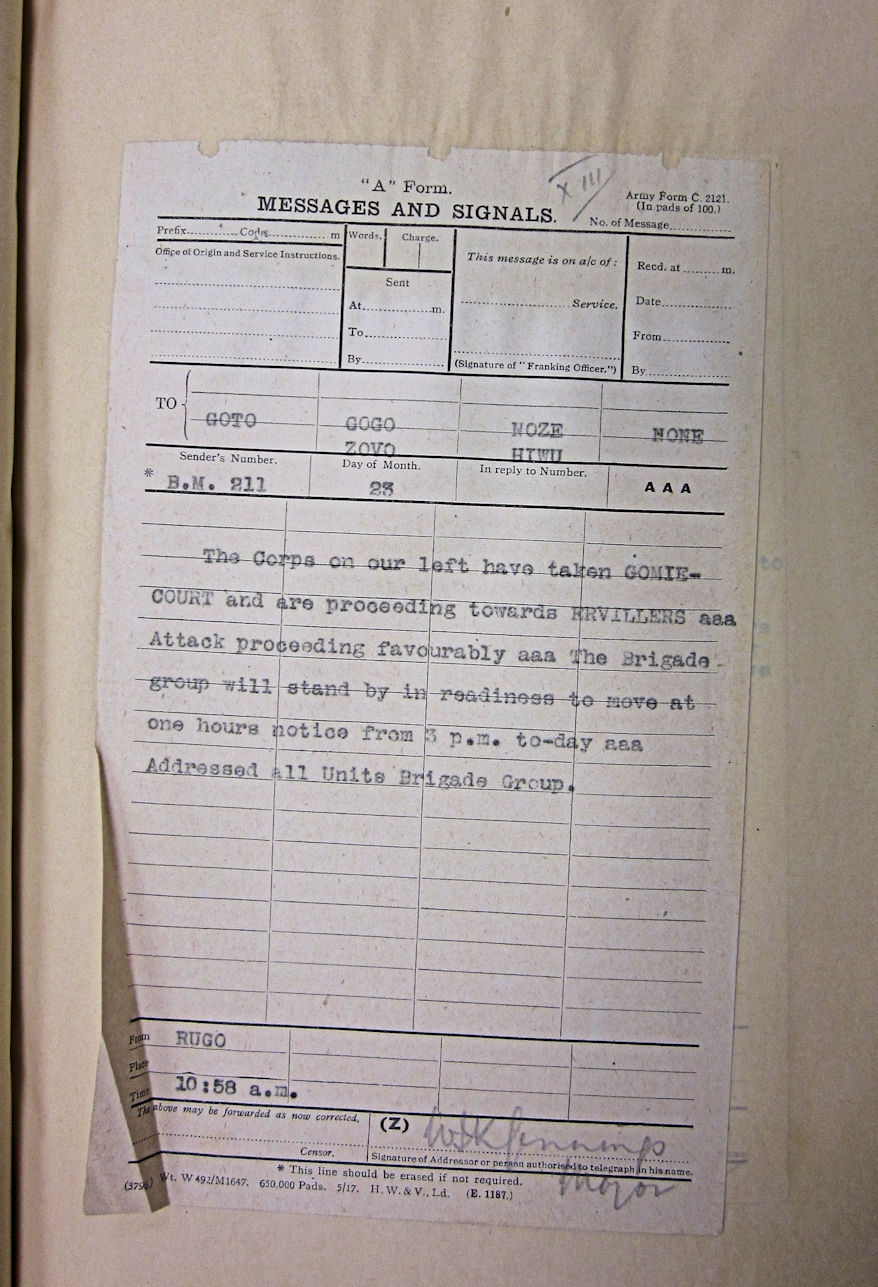 "A" Form.
MESSAGES AND SIGNALS.
X III
Army Form C. 2121.
(In pads of 100.)
No. of Message
Prefix Code m
Words. Charge.
This message is on a/c of:
Recd. at m.
Office of Origin and Service Instructions.
Sent
At m.
Service.
Date
To
From
By
(Signature of "Franking Officer.")
By
TO
GOTO GOGO NOZE NONE
ZOVO HIWU
Sender's Number. Day of Month. In reply to Number. AAA
* B.M. 211 23
The Corps on our left have taken GOMIE-
COURT and are proceeding towards ERVILLERS aaa
Attack proceeding favourably aaa The Brigade
group will stand by in readiness to move at
one hours notice from 3 p.m. to-day aaa
Addressed all Units Brigade Group.
From RUGO
Place
Time 10:58 a.m.
The above may be forwarded as now corrected. (Z)
Jennings
Censor. Signature of Addressor or person authorised to telegraph in his name.
Major
* This line should be erased if not required.
(3796) Wt. W492/M1647. 650,000 Pads. 5/17. H. W. & V., Ld. (E. 1187.)